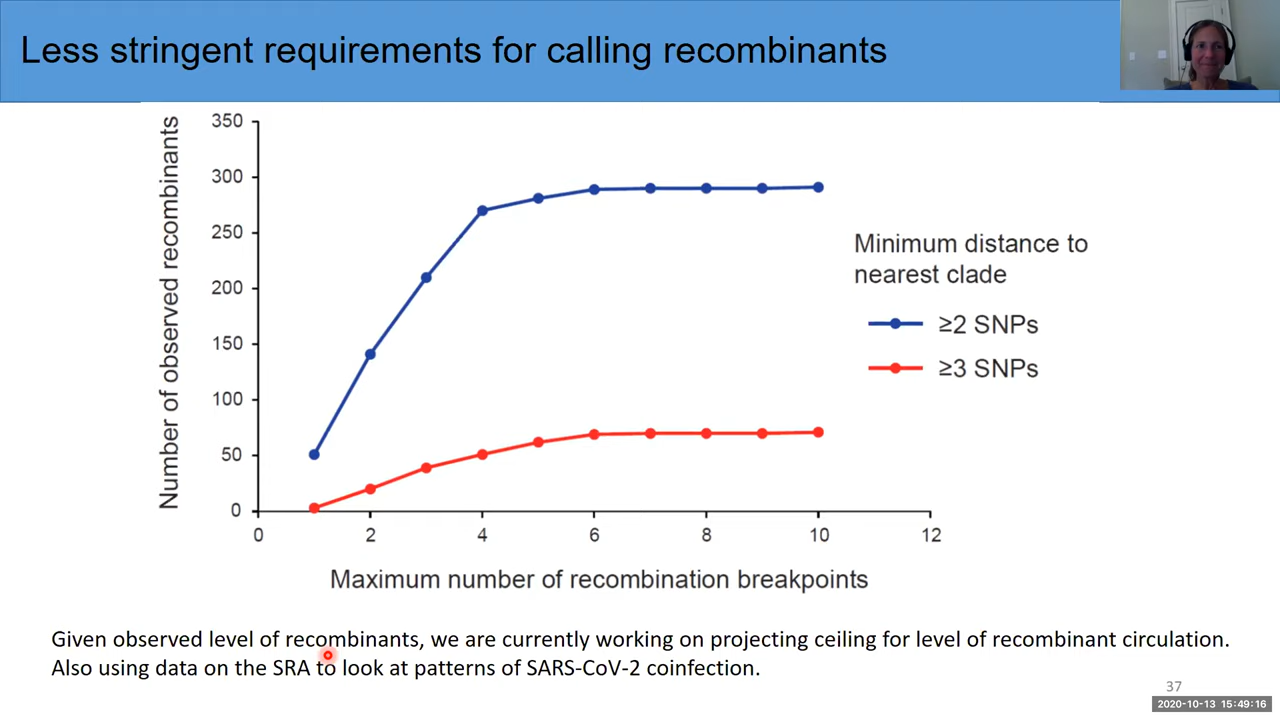 Less stringent requirements for calling recombinants
Number of observed recombinants
350
300
250
200
150
100
50
0
0 2 4 6 8 10 12
Maximum number of recombination breakpoints
Minimum distance to
nearest clade
≥2 SNPs
≥3 SNPs
Given observed level of recombinants, we are currently working on projecting ceiling for level of recombinant circulation.
Also using data on the SRA to look at patterns of SARS-CoV-2 coinfection.
37
2020-10-13 15:49:16